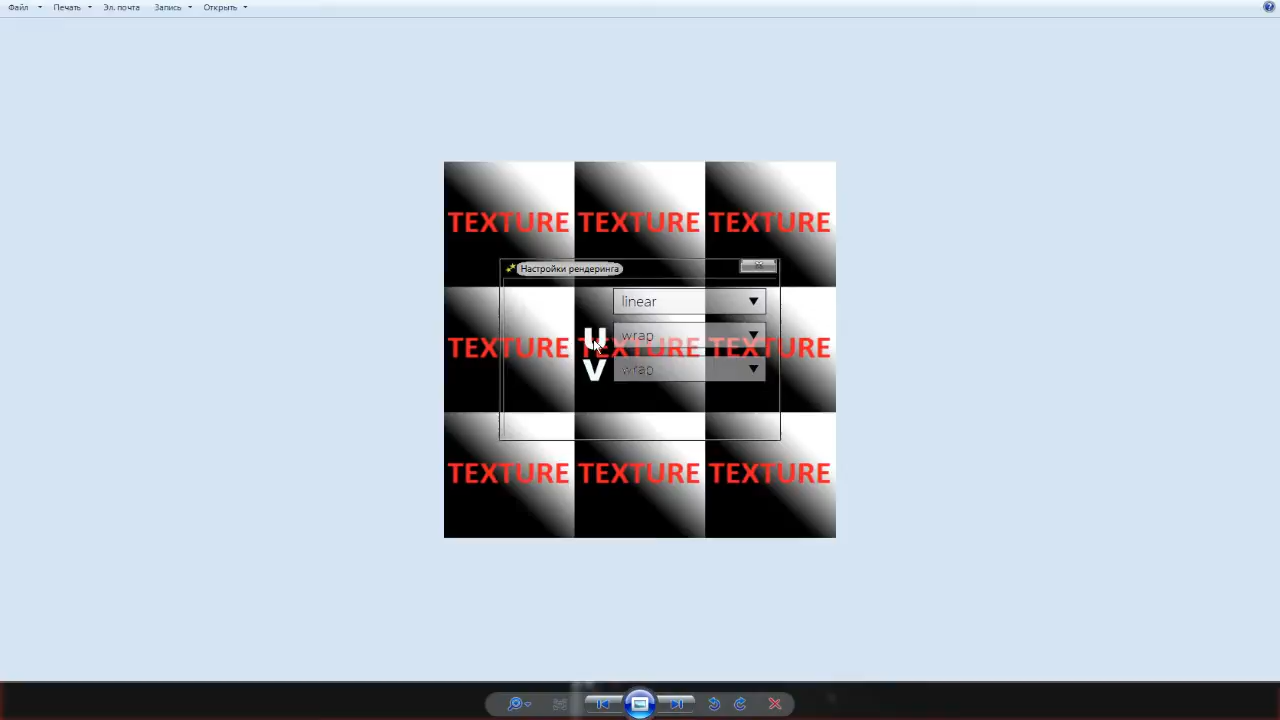 Файл Печать Эл. почта Запись Открыть
TEXTURE TEXTURE TEXTURE
Настройки рендеринга
linear
U wrap
TEXTURE TEXTURE TEXTURE
V wrap
TEXTURE TEXTURE TEXTURE